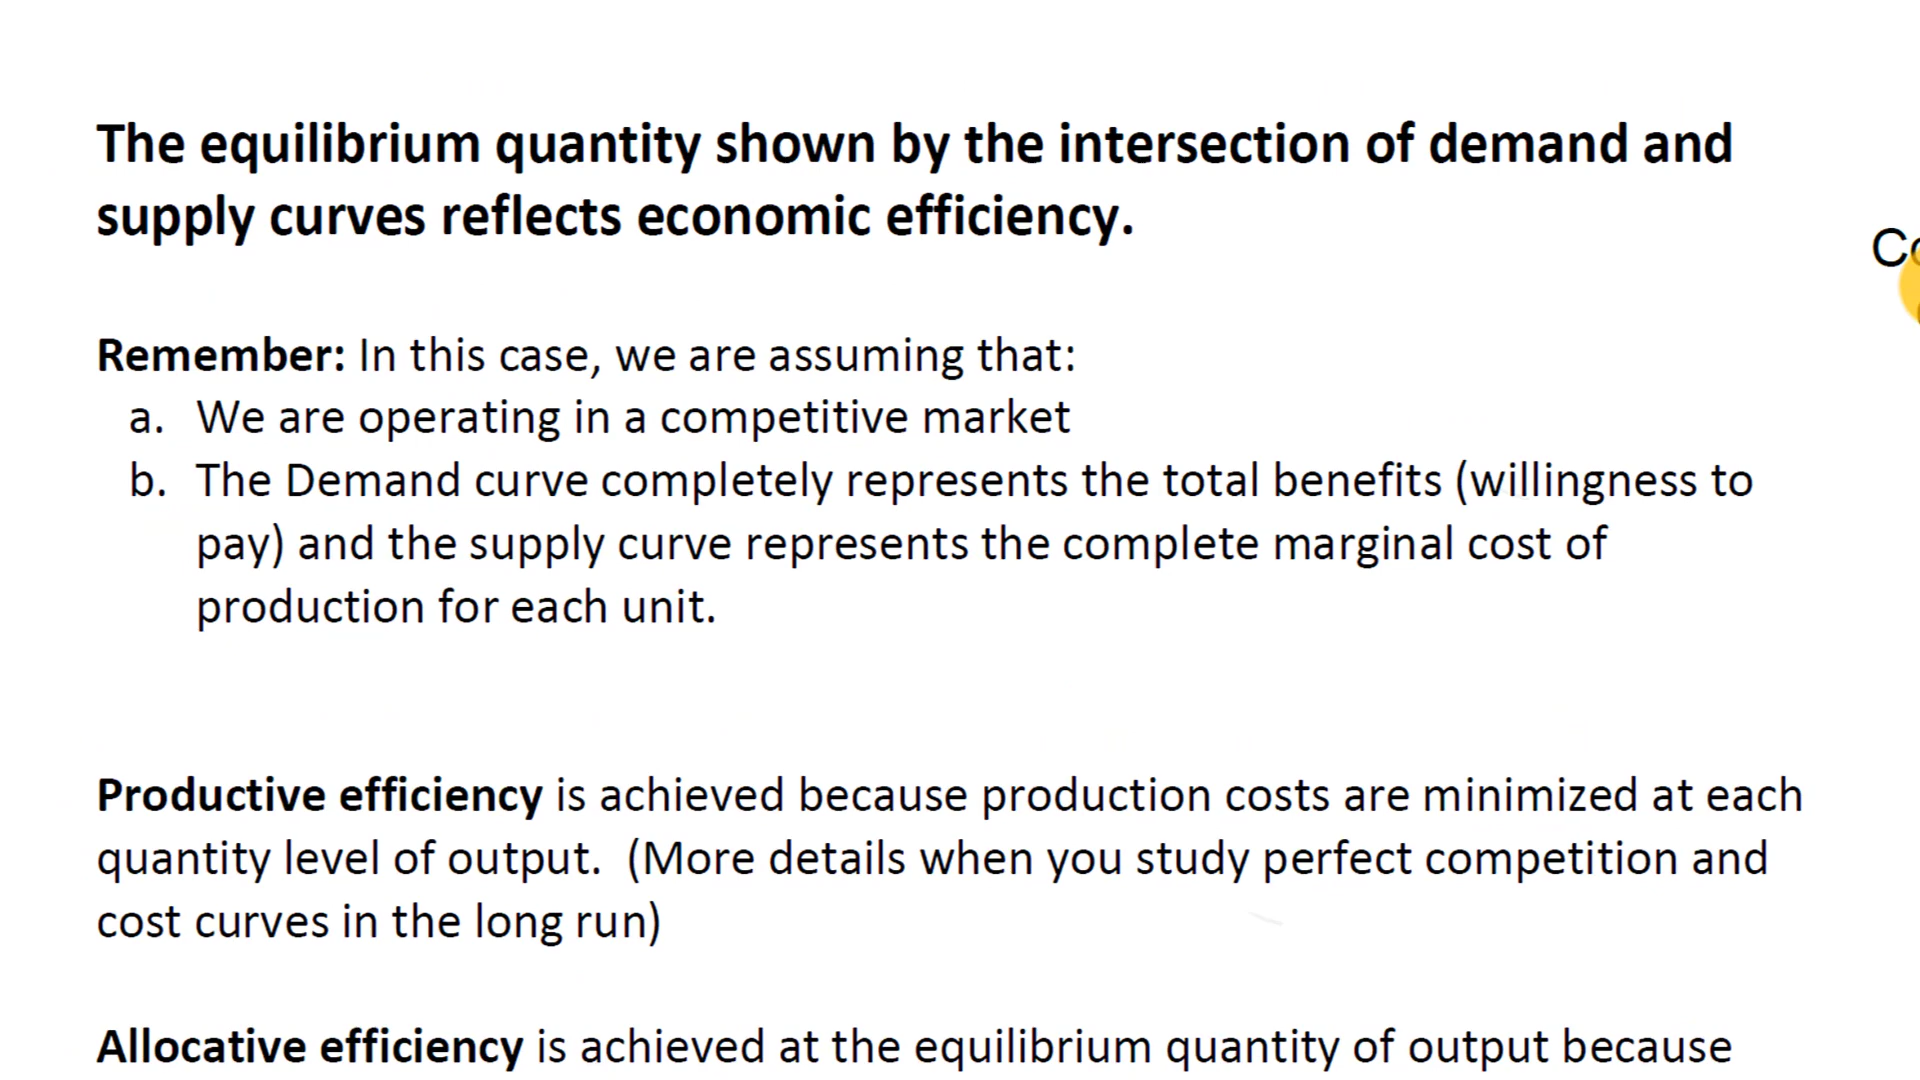 The equilibrium quantity shown by the intersection of demand and
supply curves reflects economic efficiency.
Remember: In this case, we are assuming that:
a. We are operating in a competitive market
b. The Demand curve completely represents the total benefits (willingness to
pay) and the supply curve represents the complete marginal cost of
production for each unit.
Productive efficiency is achieved because production costs are minimized at each
quantity level of output. (More details when you study perfect competition and
cost curves in the long run)
Allocative efficiency is achieved at the equilibrium quantity of output because